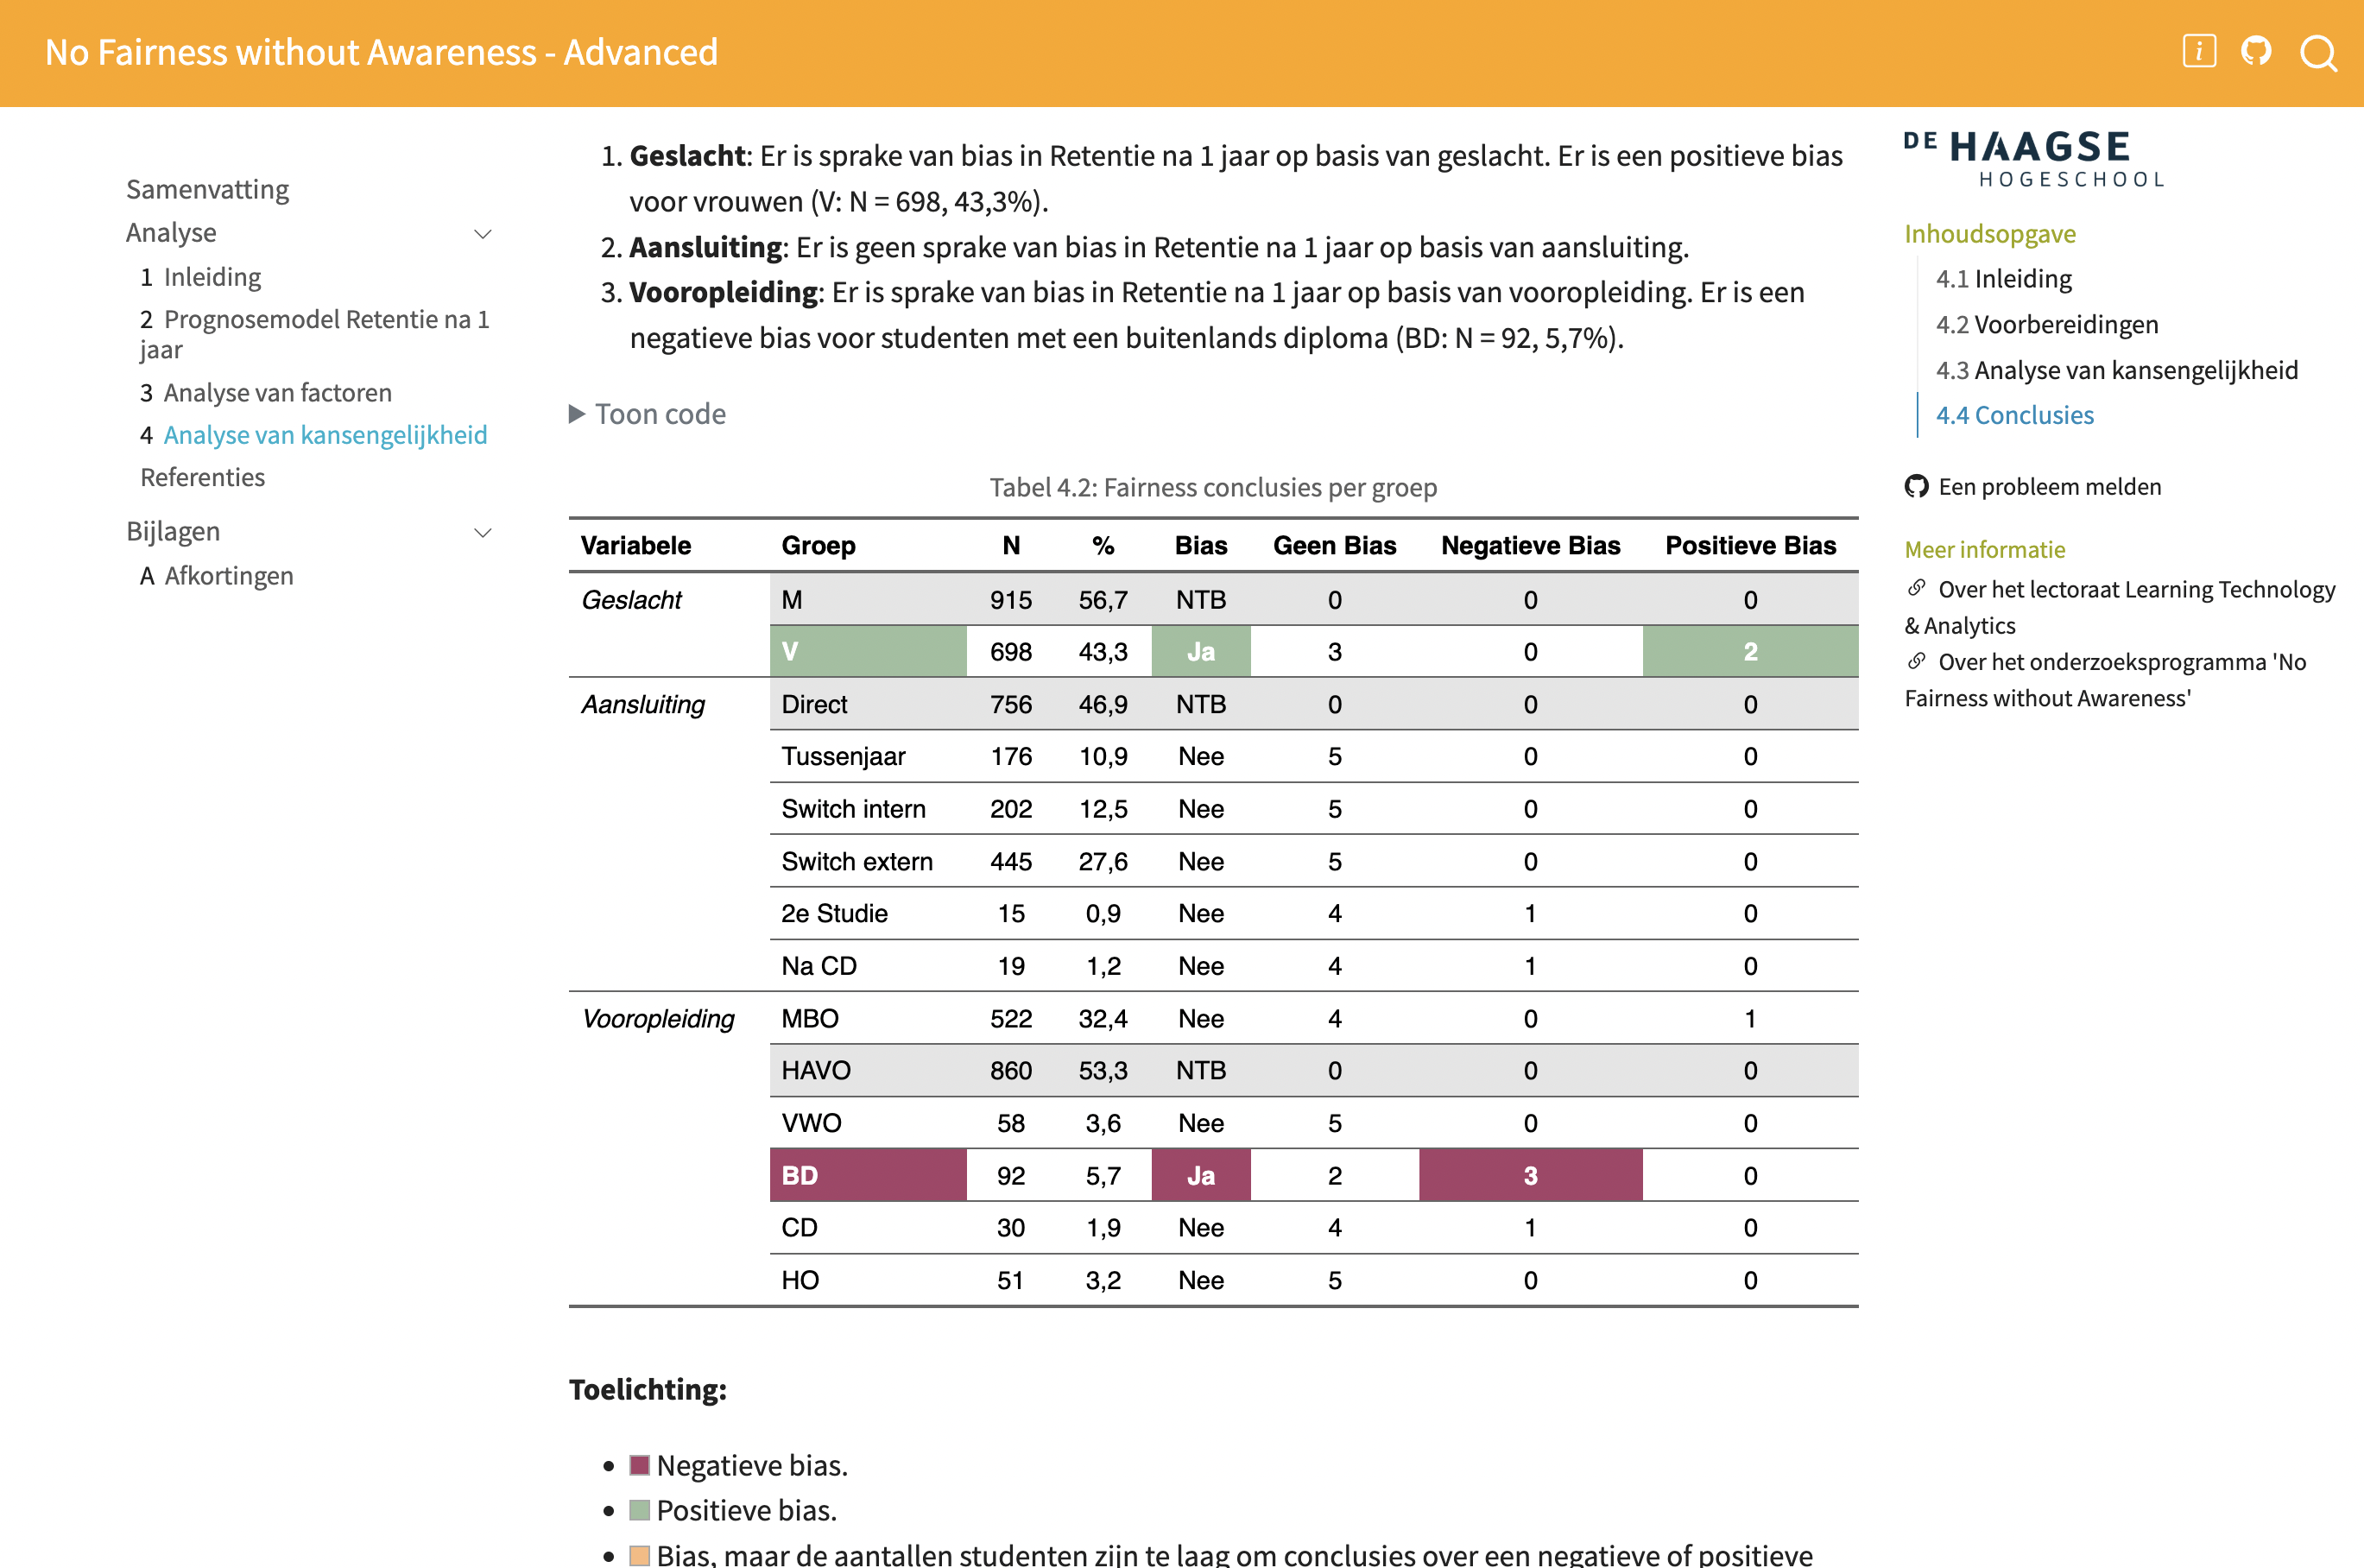 No Fairness without Awareness - Advanced
Samenvatting
Analyse
1 Inleiding
2 Prognosemodel Retentie na 1
jaar
3 Analyse van factoren
4 Analyse van kansengelijkheid
Referenties
Bijlagen
A Afkortingen
1. Geslacht: Er is sprake van bias in Retentie na 1 jaar op basis van geslacht. Er is een positieve bias
voor vrouwen (V: N = 698, 43,3%).
2. Aansluiting: Er is geen sprake van bias in Retentie na 1 jaar op basis van aansluiting.
3. Vooropleiding: Er is sprake van bias in Retentie na 1 jaar op basis van vooropleiding. Er is een
negatieve bias voor studenten met een buitenlands diploma (BD: N = 92, 5,7%).
Toon code
Tabel 4.2: Fairness conclusies per groep
Variabele Groep N % Bias Geen Bias Negatieve Bias Positieve Bias
Geslacht M 915 56,7 NTB 0 0 0
V 698 43,3 Ja 3 0 2
Aansluiting Direct 756 46,9 NTB 0 0 0
Tussenjaar 176 10,9 Nee 5 0 0
Switch intern 202 12,5 Nee 5 0 0
Switch extern 445 27,6 Nee 5 0 0
2e Studie 15 0,9 Nee 4 1 0
Na CD 19 1,2 Nee 4 1 0
Vooropleiding MBO 522 32,4 Nee 4 0 1
HAVO 860 53,3 NTB 0 0 0
VWO 58 3,6 Nee 5 0 0
BD 92 5,7 Ja 2 3 0
CD 30 1,9 Nee 4 1 0
HO 51 3,2 Nee 5 0 0
Toelichting:
Negatieve bias.
Positieve bias.
Bias, maar de aantallen studenten zijn te laag om conclusies over een negatieve of positieve
DE HAAGSE
HOGESCHOOL
Inhoudsopgave
4.1 Inleiding
4.2 Voorbereidingen
4.3 Analyse van kansengelijkheid
4.4 Conclusies
Een probleem melden
Meer informatie
Over het lectoraat Learning Technology
& Analytics
Over het onderzoeksprogramma 'No
Fairness without Awareness'